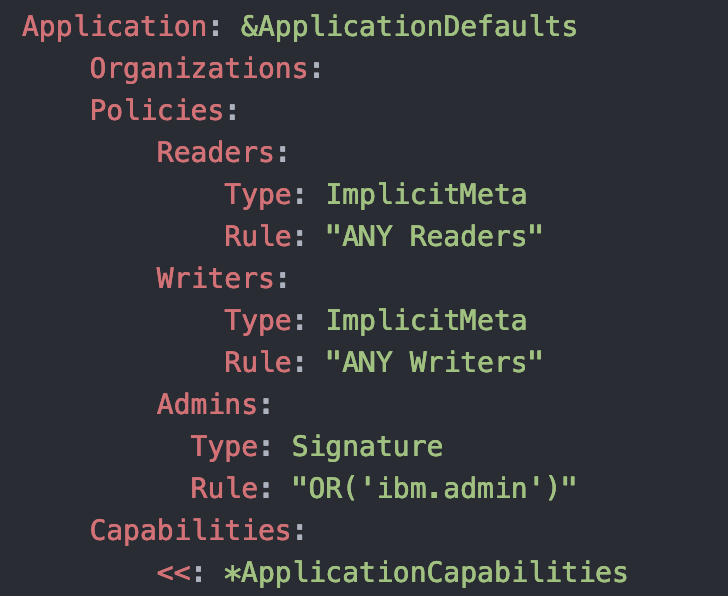 Application: &ApplicationDefaults
    Organizations:
    Policies:
        Readers:
            Type: ImplicitMeta
            Rule: "ANY Readers"
        Writers:
            Type: ImplicitMeta
            Rule: "ANY Writers"
        Admins:
          Type: Signature
          Rule: "OR('ibm.admin')"
    Capabilities:
        <<: *ApplicationCapabilities